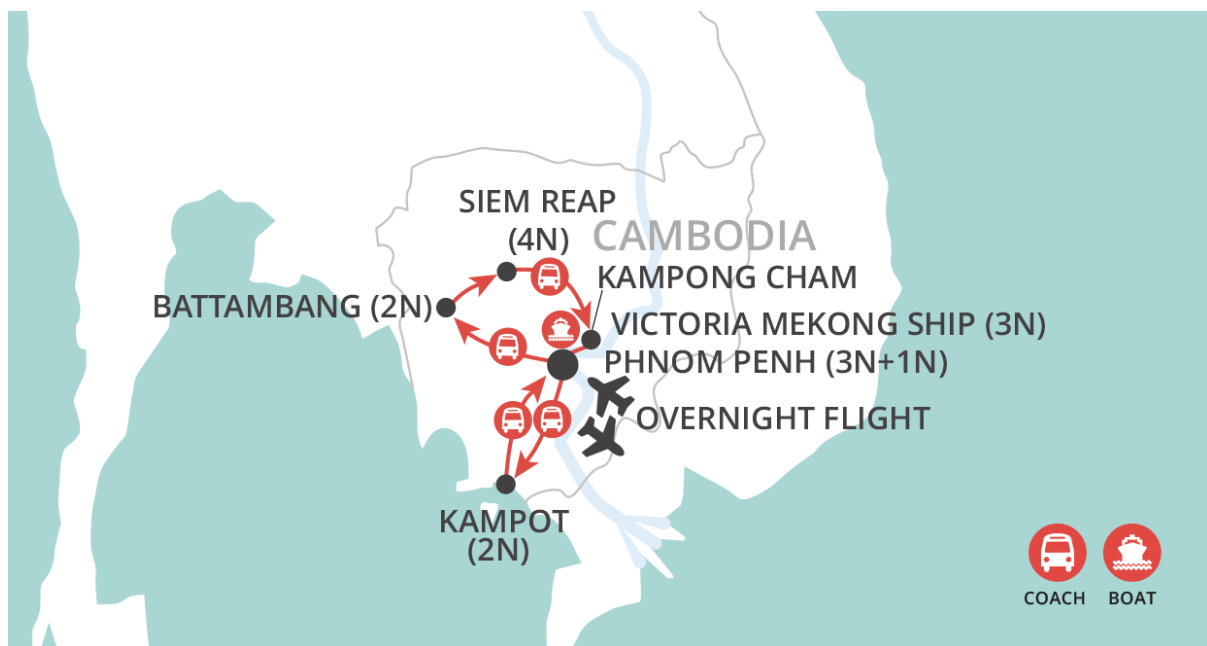 SIEM REAP
(4N)
CAMBODIA
KAMPONG CHAM
BATTAMBANG (2N)
VICTORIA MEKONG SHIP (3N)
PHNOM PENH (3N+1N)
OVERNIGHT FLIGHT
KAMPOT
(2N)
COACH
BOAT